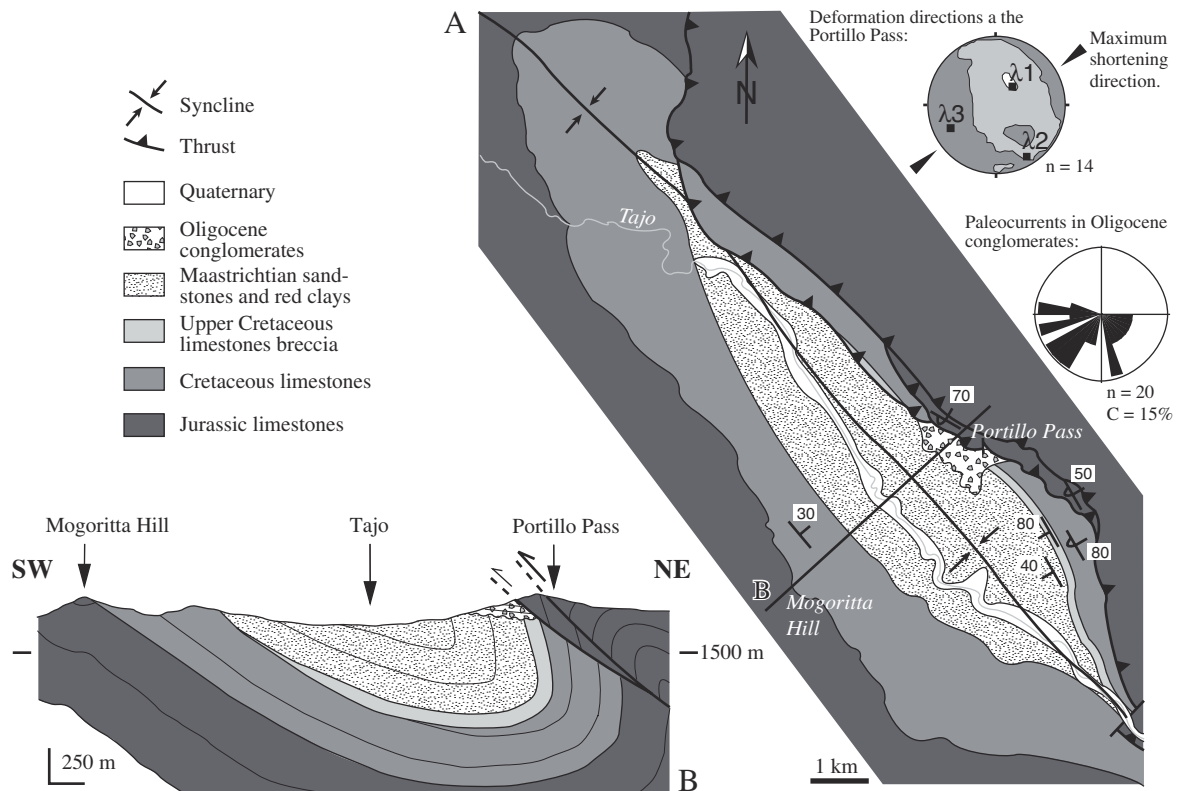 A
Syncline
Thrust
Quaternary
Oligocene
conglomerates
Maastrichtian sand-
stones and red clays
Upper Cretaceous
limestones breccia
Cretaceous limestones
Jurassic limestones
N
Tajo
Portillo Pass
Mogoritta
Hill
B
70
50
80
80
40
30
1 km
Deformation directions a the
Portillo Pass:
Maximum
shortening
direction.
λ1
λ3
λ2
n = 14
Paleocurrents in Oligocene
conglomerates:
n = 20
C = 15%
Mogoritta Hill
Tajo
Portillo Pass
SW
NE
1500 m
250 m
B